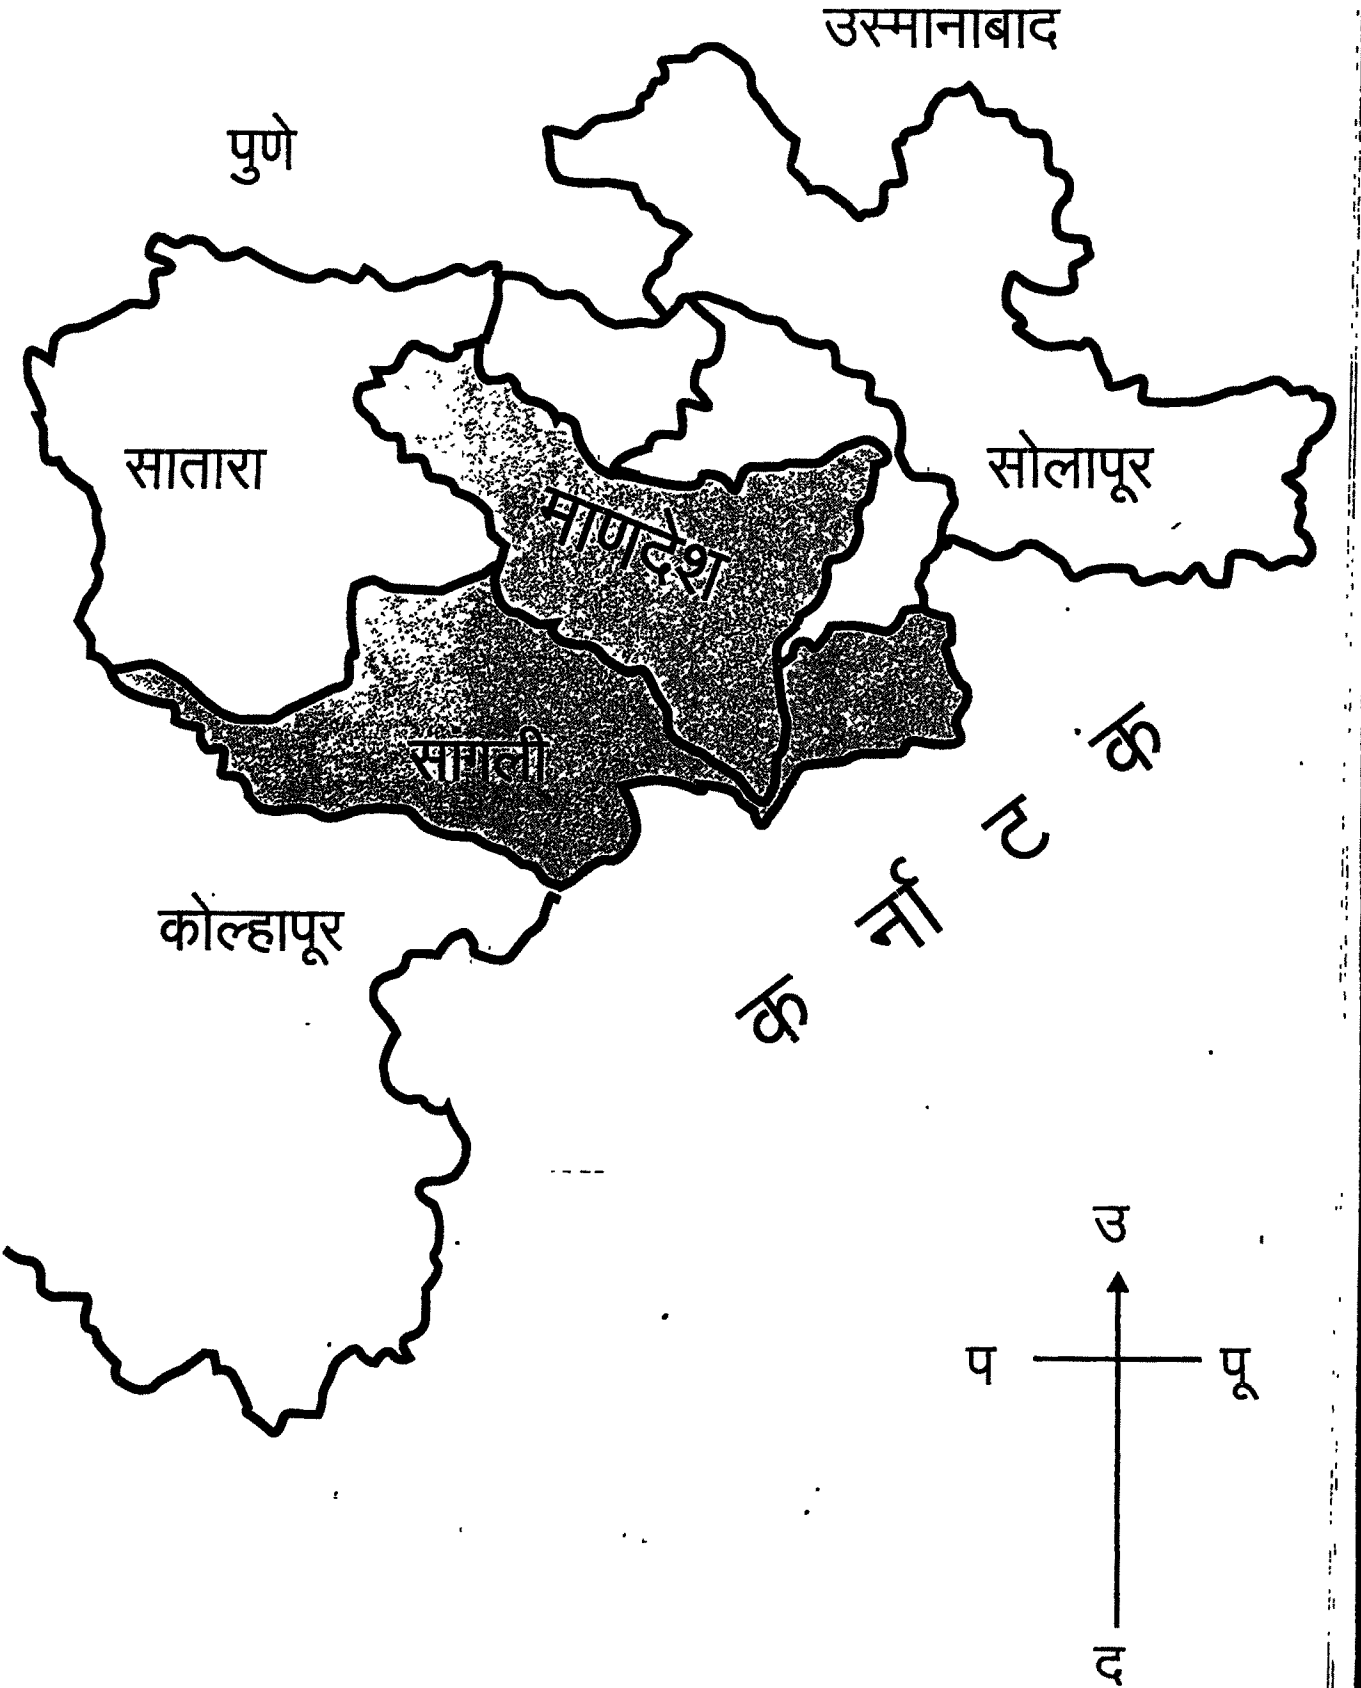 उस्मानाबाद
पुणे
सातारा
सोलापूर
माणदेश
सांगली
कर्नाटक
कोल्हापूर
उ
प
पू
द